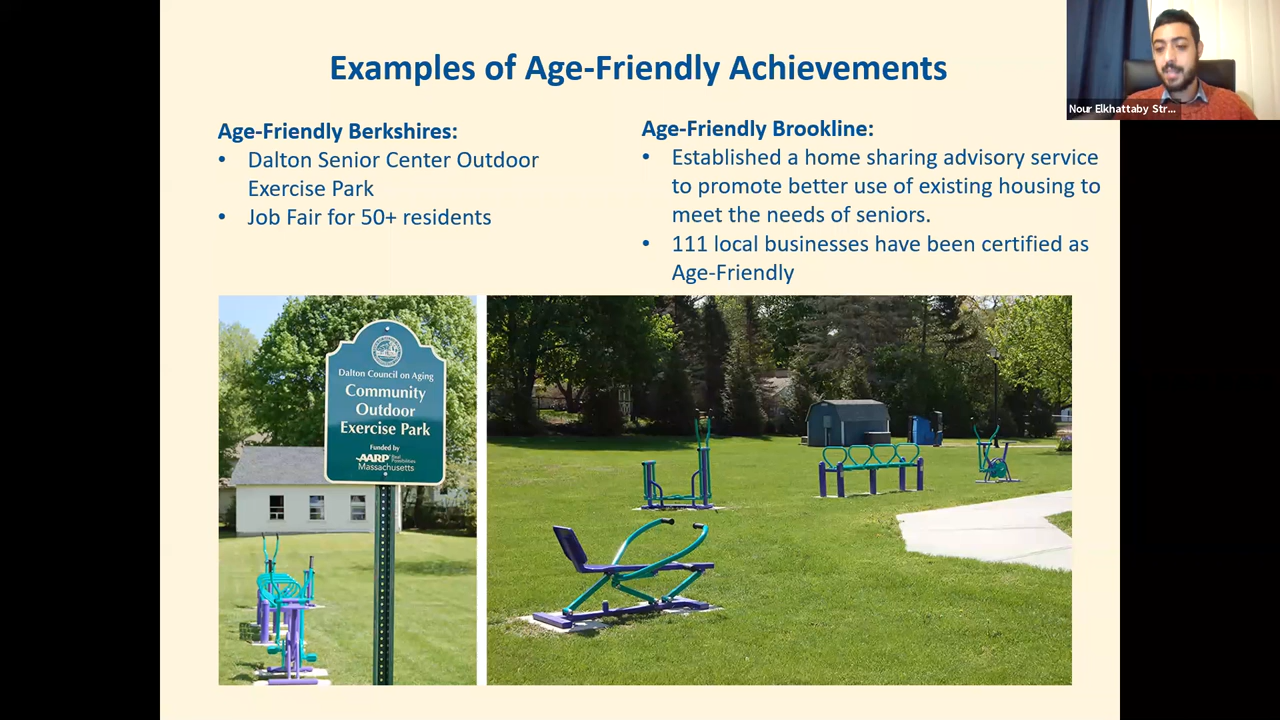 Examples of Age-Friendly Achievements
Nour Elkhattaby Str...
Age-Friendly Berkshires:
• Dalton Senior Center Outdoor
Exercise Park
• Job Fair for 50+ residents
Age-Friendly Brookline:
• Established a home sharing advisory service
to promote better use of existing housing to
meet the needs of seniors.
• 111 local businesses have been certified as
Age-Friendly
Dalton Council on Aging
Community
Outdoor
Exercise Park
Funded by
AARP Real Possibilities
Massachusetts